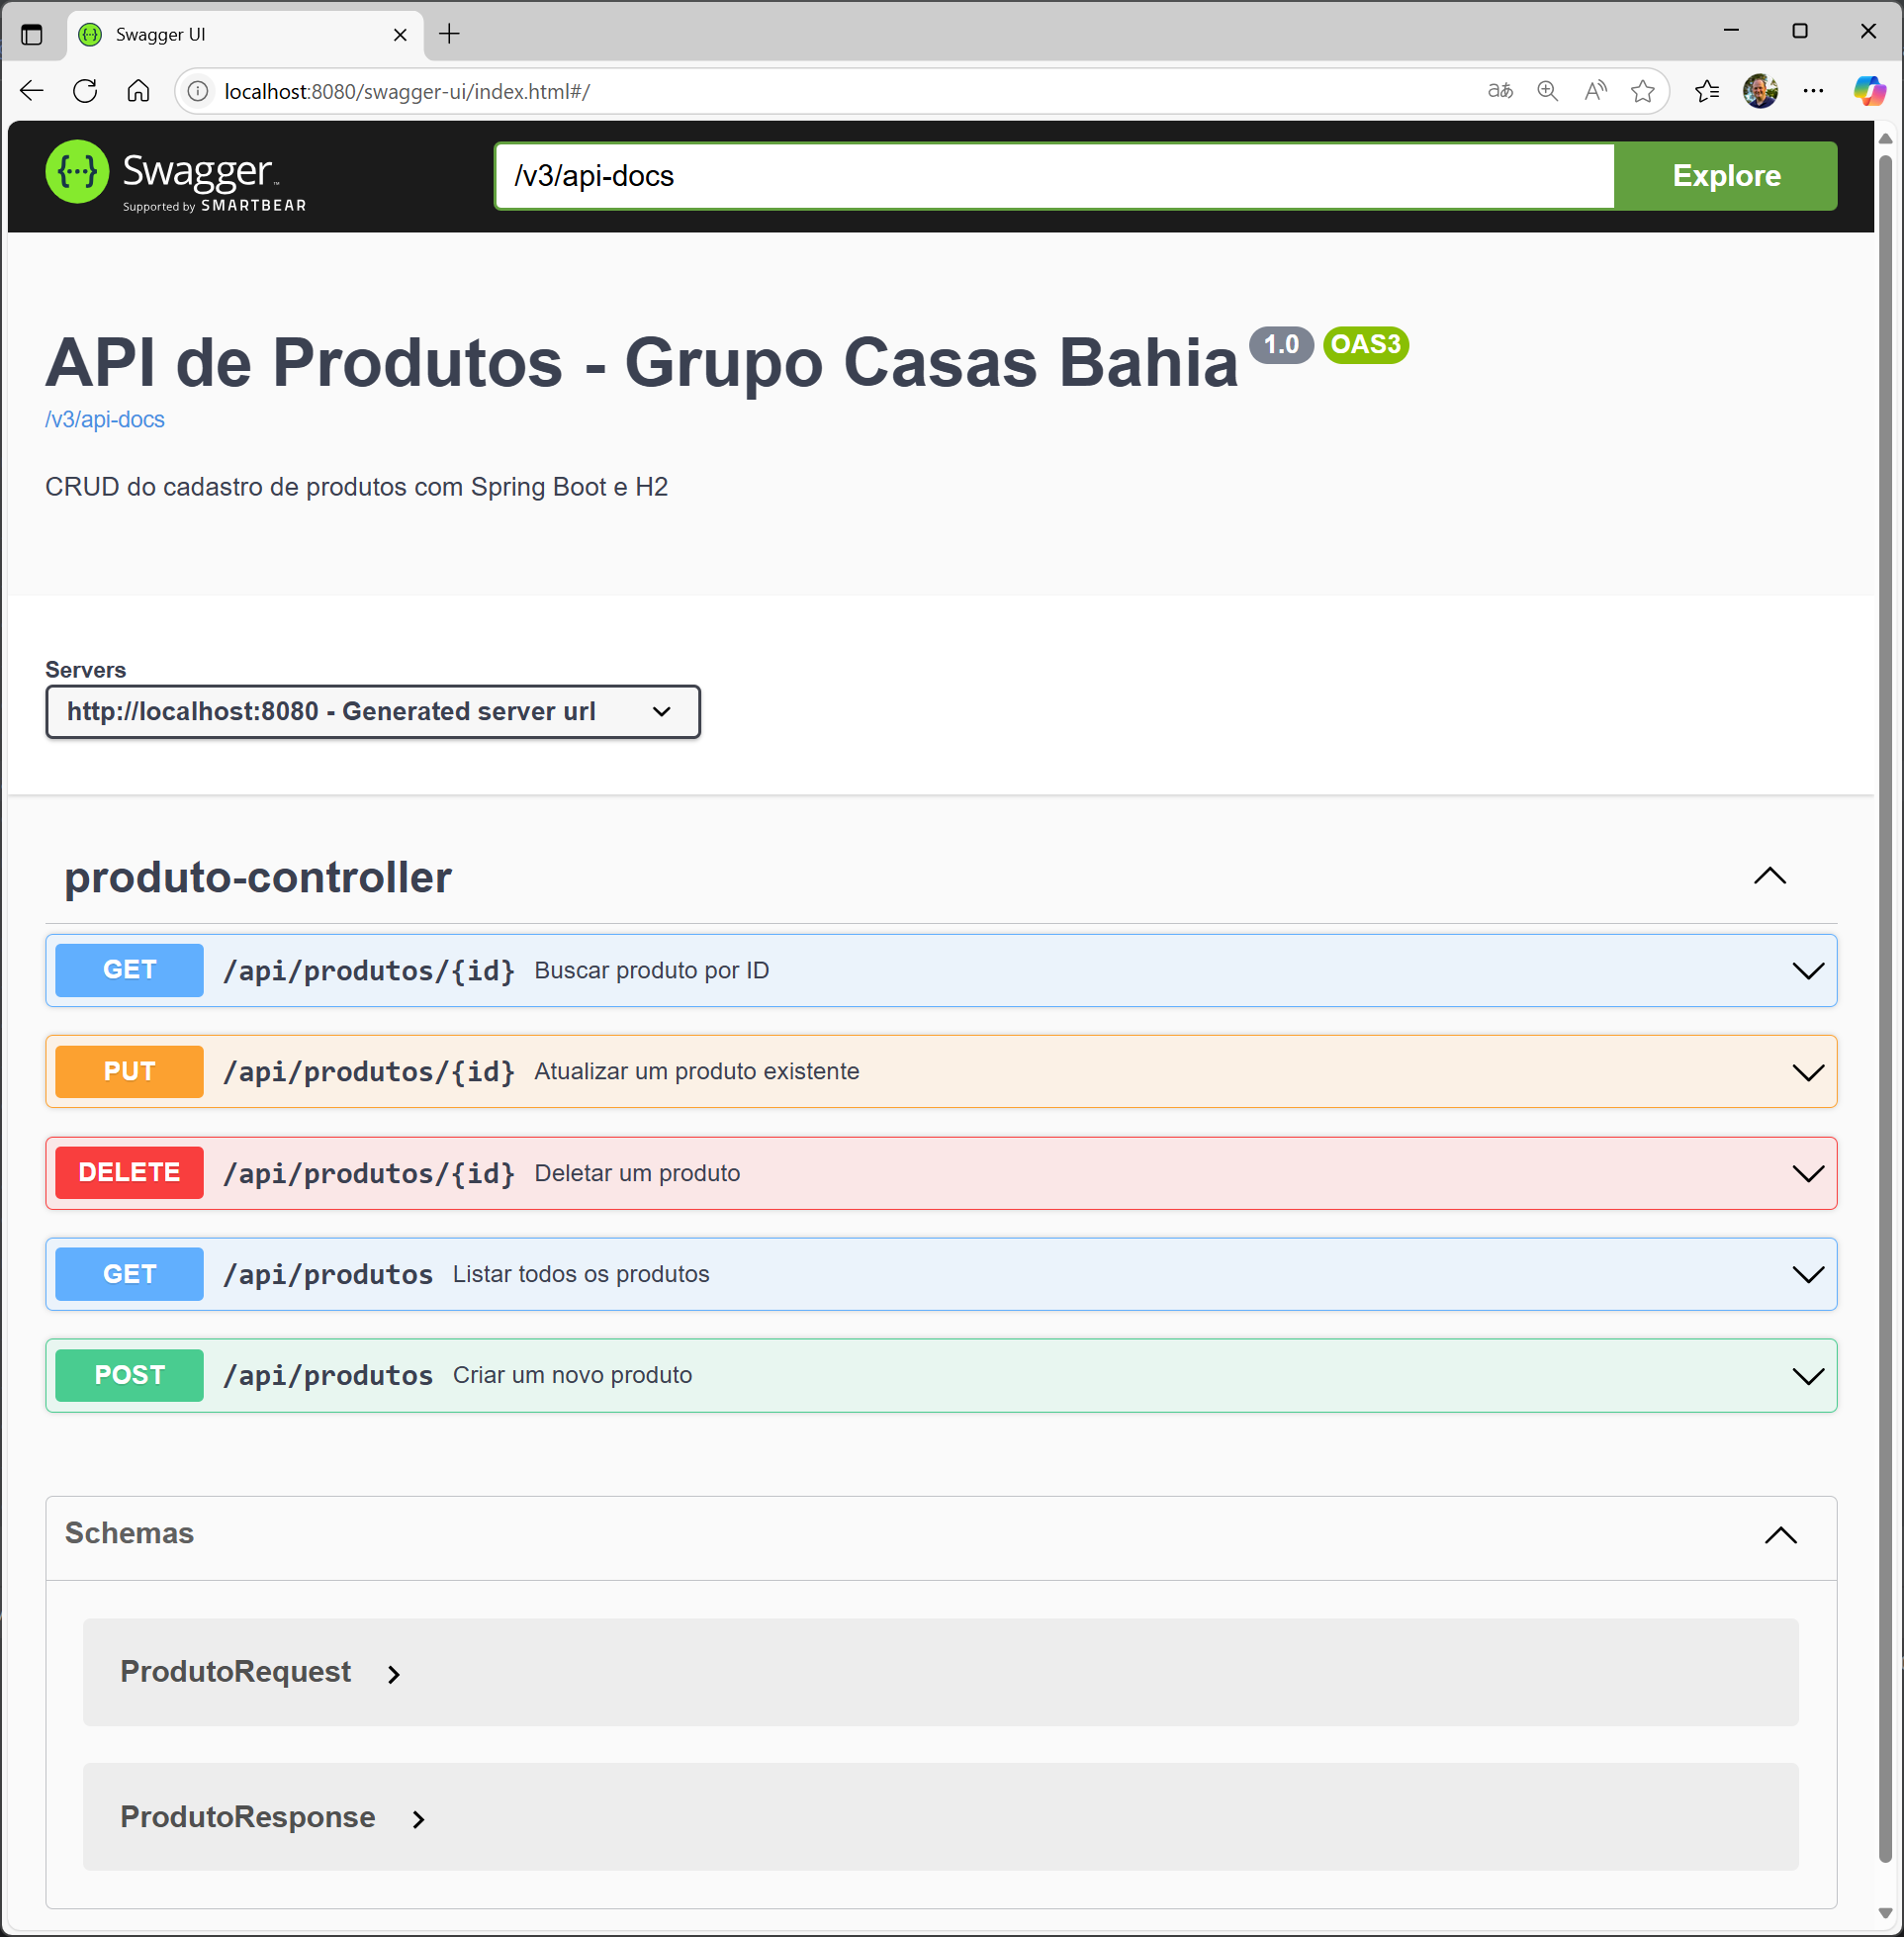 Swagger UI
localhost:8080/swagger-ui/index.html#/
Swagger™
Supported by SMARTBEAR
/v3/api-docs
Explore
API de Produtos - Grupo Casas Bahia 1.0 OAS3
/v3/api-docs
CRUD do cadastro de produtos com Spring Boot e H2
Servers
http://localhost:8080 - Generated server url
produto-controller
GET /api/produtos/{id} Buscar produto por ID
PUT /api/produtos/{id} Atualizar um produto existente
DELETE /api/produtos/{id} Deletar um produto
GET /api/produtos Listar todos os produtos
POST /api/produtos Criar um novo produto
Schemas
ProdutoRequest
ProdutoResponse